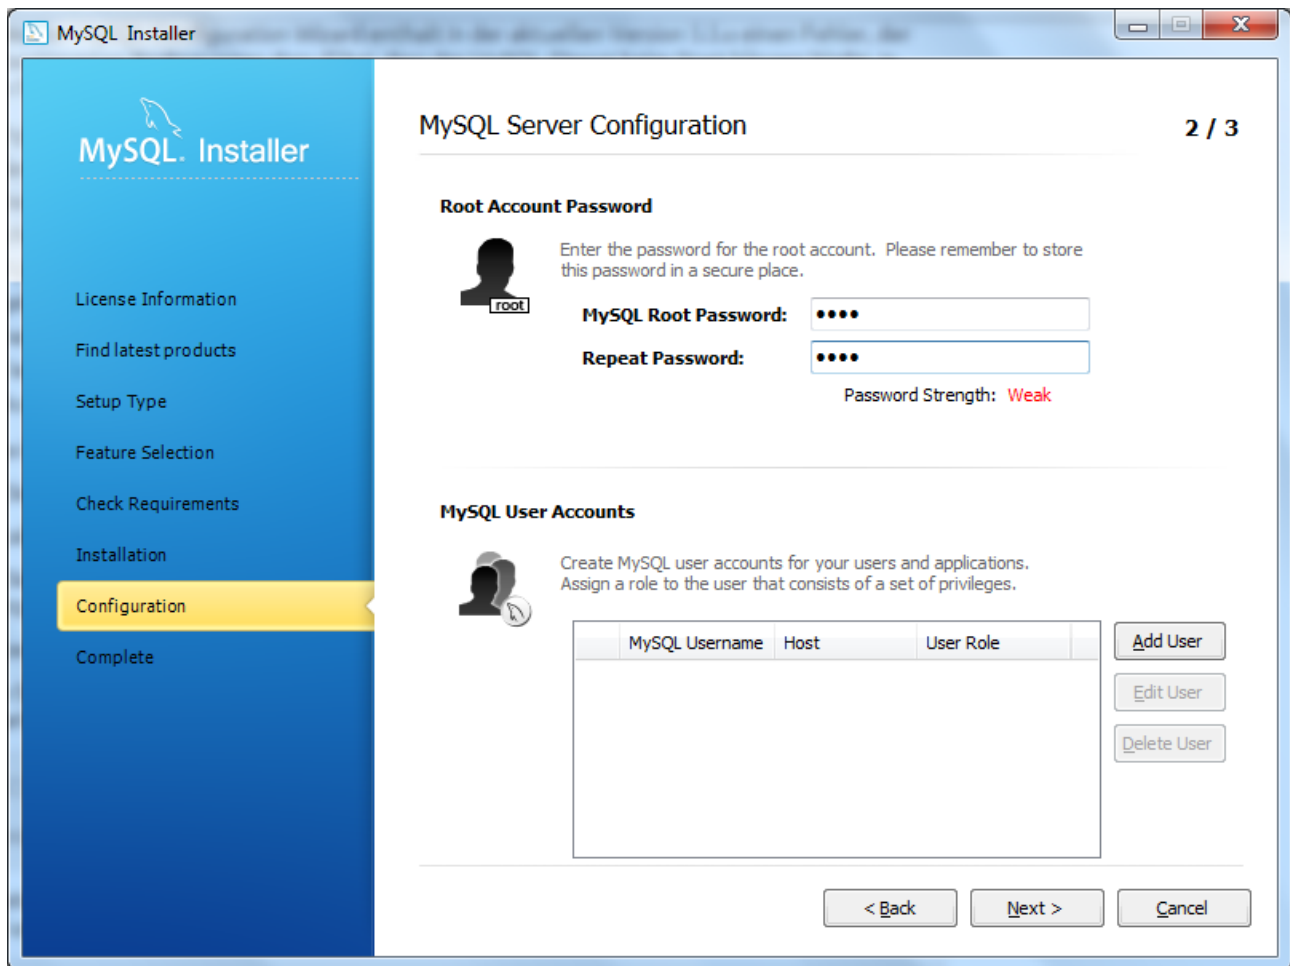 MySQL Installer
MySQL. Installer
License Information
Find latest products
Setup Type
Feature Selection
Check Requirements
Installation
Configuration
Complete
MySQL Server Configuration
2 / 3
Root Account Password
Enter the password for the root account. Please remember to store
this password in a secure place.
root
MySQL Root Password: ••••
Repeat Password: ••••
Password Strength: Weak
MySQL User Accounts
Create MySQL user accounts for your users and applications.
Assign a role to the user that consists of a set of privileges.
MySQL Username Host User Role
Add User
Edit User
Delete User
< Back Next > Cancel